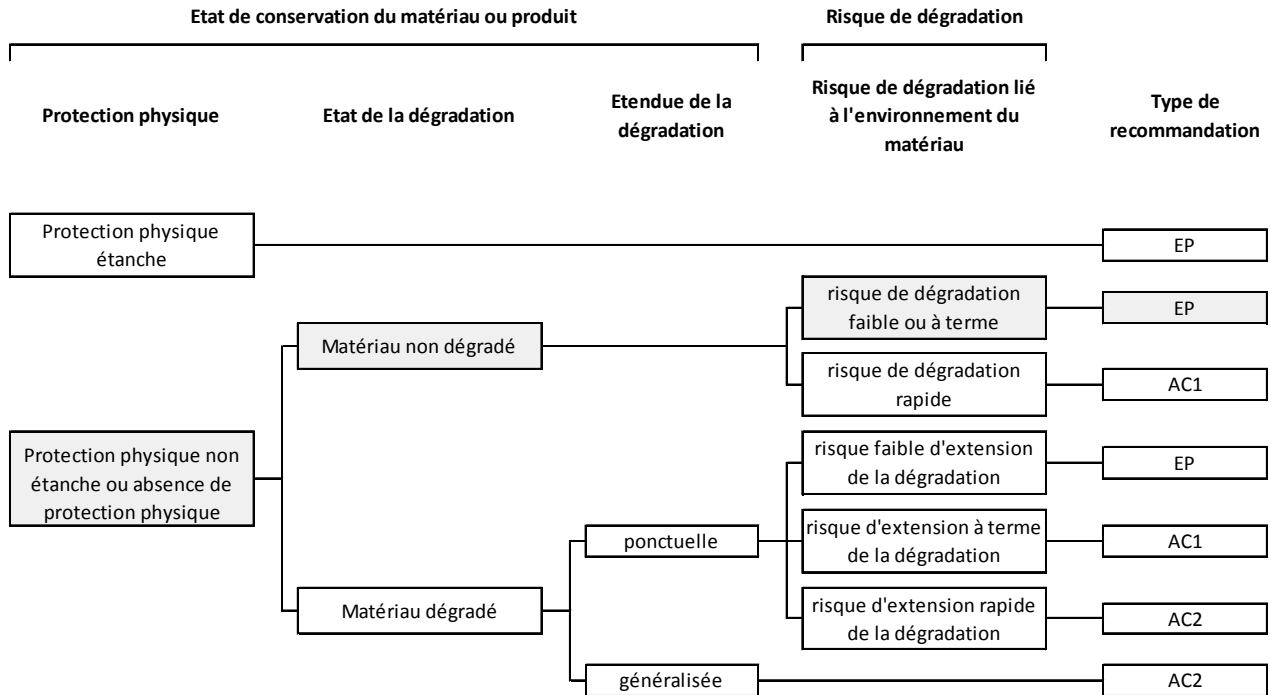 Etat de conservation du matériau ou produit
Risque de dégradation
Protection physique
Etat de la dégradation
Etendue de la
dégradation
Risque de dégradation lié
à l'environnement du
matériau
Type de
recommandation
Protection physique
étanche
EP
risque de dégradation
faible ou à terme
EP
Matériau non dégradé
risque de dégradation
rapide
AC1
Protection physique non
étanche ou absence de
protection physique
risque faible d'extension
de la dégradation
EP
ponctuelle
risque d'extension à terme
de la dégradation
AC1
Matériau dégradé
risque d'extension rapide
de la dégradation
AC2
généralisée
AC2